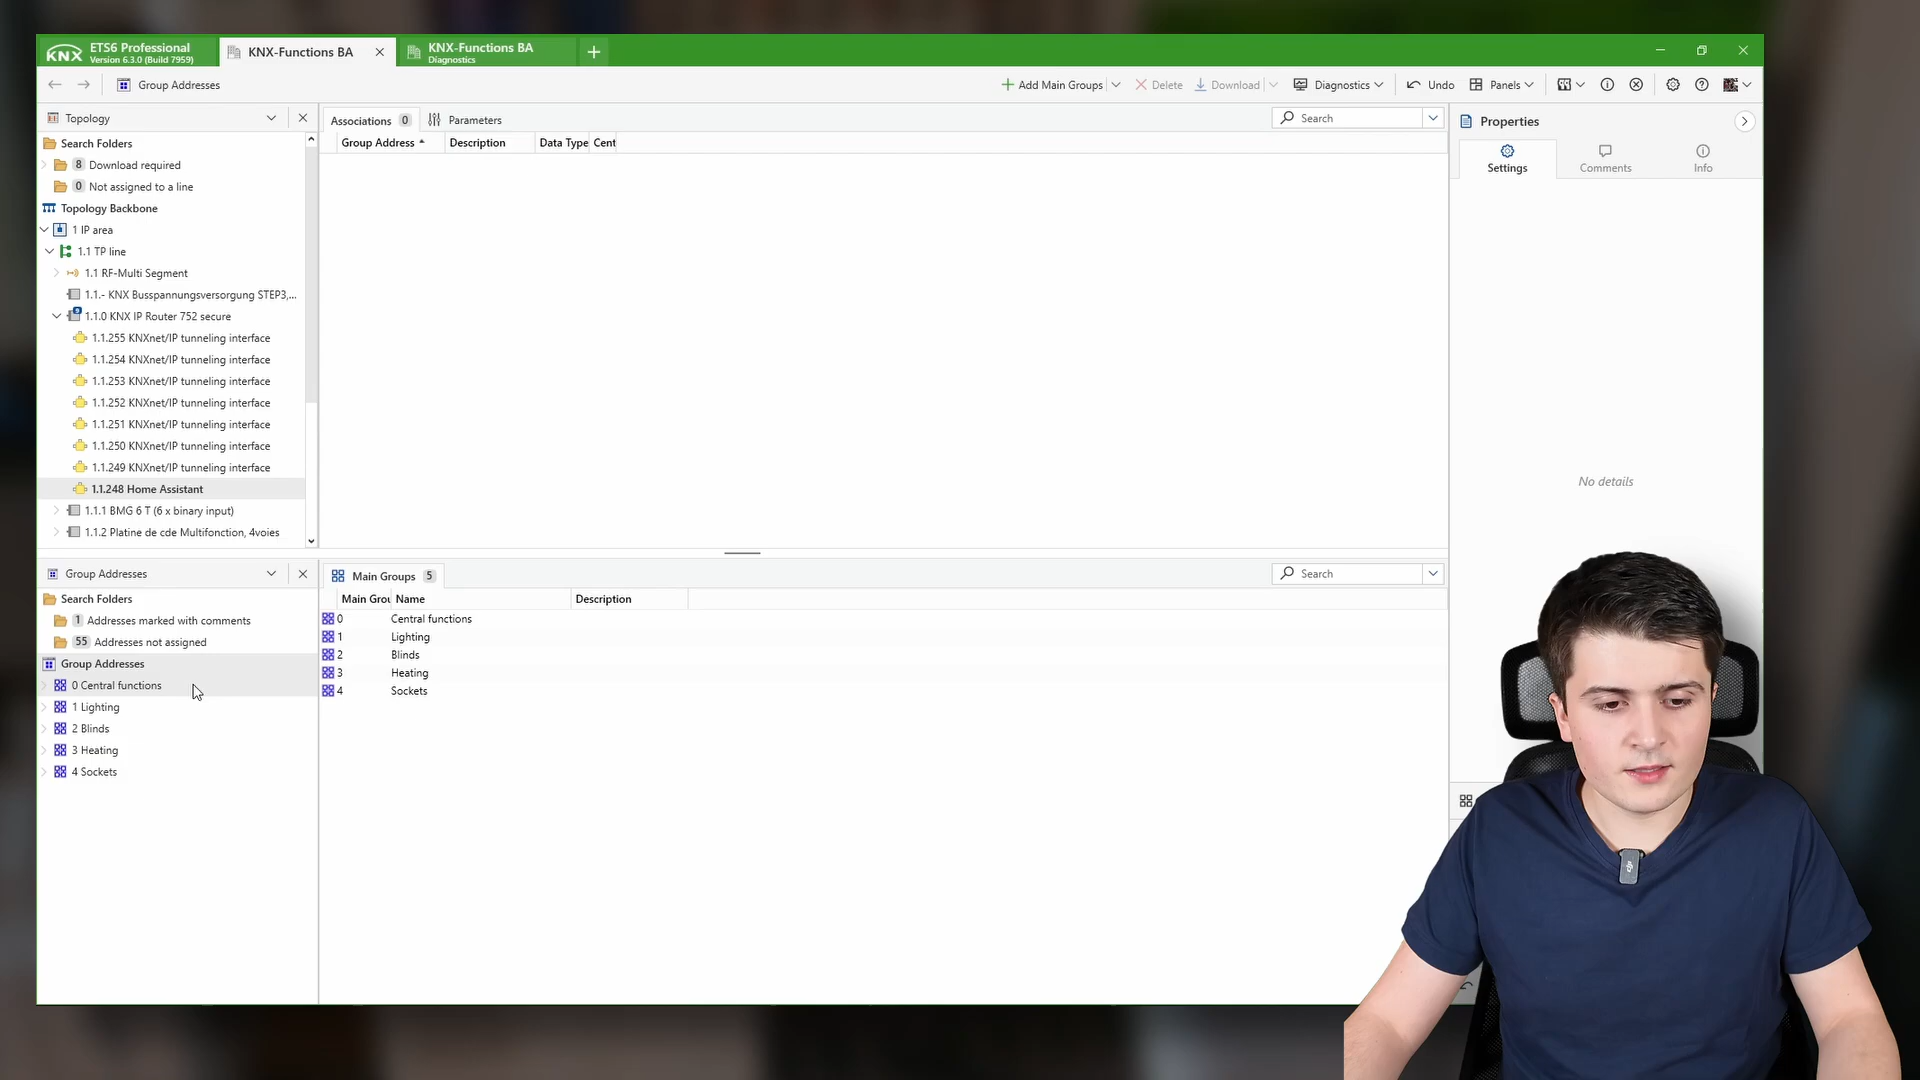 KNX ETS6 Professional
Version 6.3.0 (Build 7959)
KNX-Functions BA
KNX-Functions BA
Diagnostics
Group Addresses
Add Main Groups
Delete
Download
Diagnostics
Undo
Panels
Topology
Search Folders
8 Download required
0 Not assigned to a line
Topology Backbone
1 IP area
1.1 TP line
1.1 RF-Multi Segment
1.1.- KNX Busspannungsversorgung STEP3,...
1.1.0 KNX IP Router 752 secure
1.1.255 KNXnet/IP tunneling interface
1.1.254 KNXnet/IP tunneling interface
1.1.253 KNXnet/IP tunneling interface
1.1.252 KNXnet/IP tunneling interface
1.1.251 KNXnet/IP tunneling interface
1.1.250 KNXnet/IP tunneling interface
1.1.249 KNXnet/IP tunneling interface
1.1.248 Home Assistant
1.1.1 BMG 6 T (6 x binary input)
1.1.2 Platine de cde Multifonction, 4voies
Associations 0
Parameters
Search
Group Address Description Data Type Cent
Properties
Settings
Comments
Info
No details
Group Addresses
Search Folders
1 Addresses marked with comments
55 Addresses not assigned
Group Addresses
0 Central functions
1 Lighting
2 Blinds
3 Heating
4 Sockets
Main Groups 5
Search
Main Grou Name Description
0 Central functions
1 Lighting
2 Blinds
3 Heating
4 Sockets